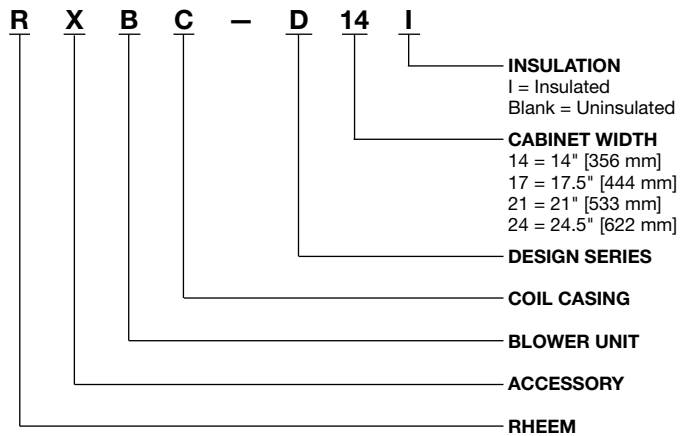 R X B C – D 14 I
INSULATION
I = Insulated
Blank = Uninsulated
CABINET WIDTH
14 = 14" [356 mm]
17 = 17.5" [444 mm]
21 = 21" [533 mm]
24 = 24.5" [622 mm]
DESIGN SERIES
COIL CASING
BLOWER UNIT
ACCESSORY
RHEEM